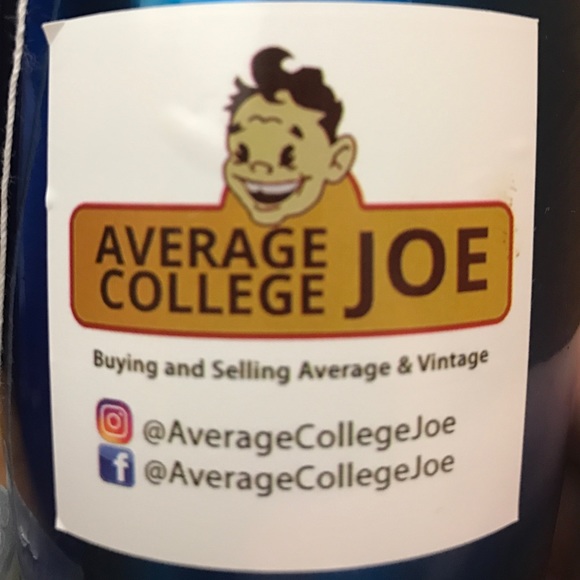 AVERAGE
COLLEGE
JOE
Buying and Selling Average & Vintage
@AverageCollegeJoe
f @AverageCollegeJoe